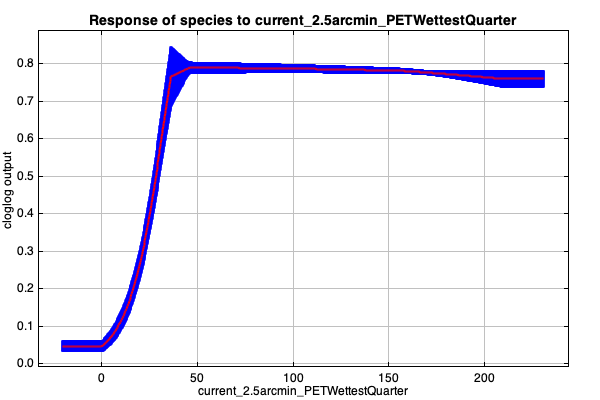 Response of species to current_2.5arcmin_PETWettestQuarter
cloglog output
0.8
0.7
0.6
0.5
0.4
0.3
0.2
0.1
0.0
0 50 100 150 200
current_2.5arcmin_PETWettestQuarter